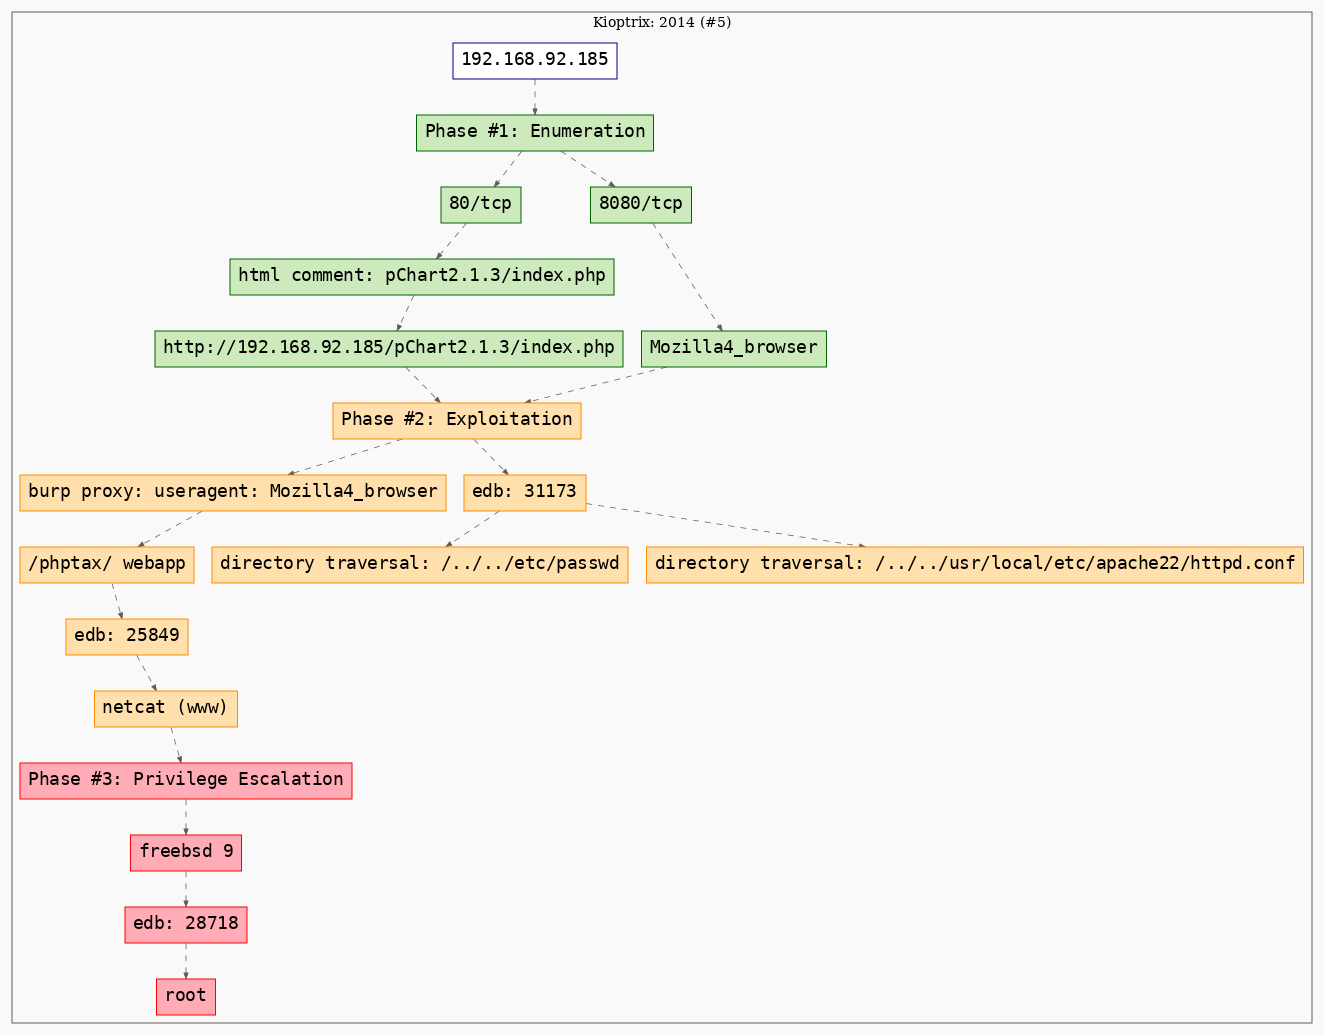 Kioptrix: 2014 (#5)
192.168.92.185
Phase #1: Enumeration
80/tcp
8080/tcp
html comment: pChart2.1.3/index.php
http://192.168.92.185/pChart2.1.3/index.php
Mozilla4_browser
Phase #2: Exploitation
burp proxy: useragent: Mozilla4_browser
edb: 31173
/phptax/ webapp
directory traversal: /../../etc/passwd
directory traversal: /../../usr/local/etc/apache22/httpd.conf
edb: 25849
netcat (www)
Phase #3: Privilege Escalation
freebsd 9
edb: 28718
root